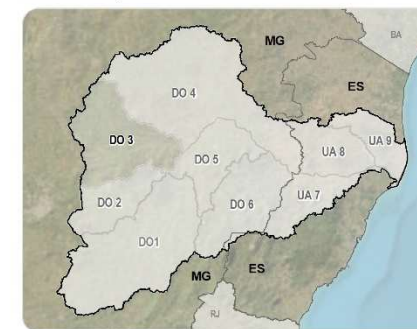 BA
MG
ES
DO 4
DO 3
UA 8
UA 9
DO 5
UA 7
DO 2
DO 6
DO1
MG
ES
RJ